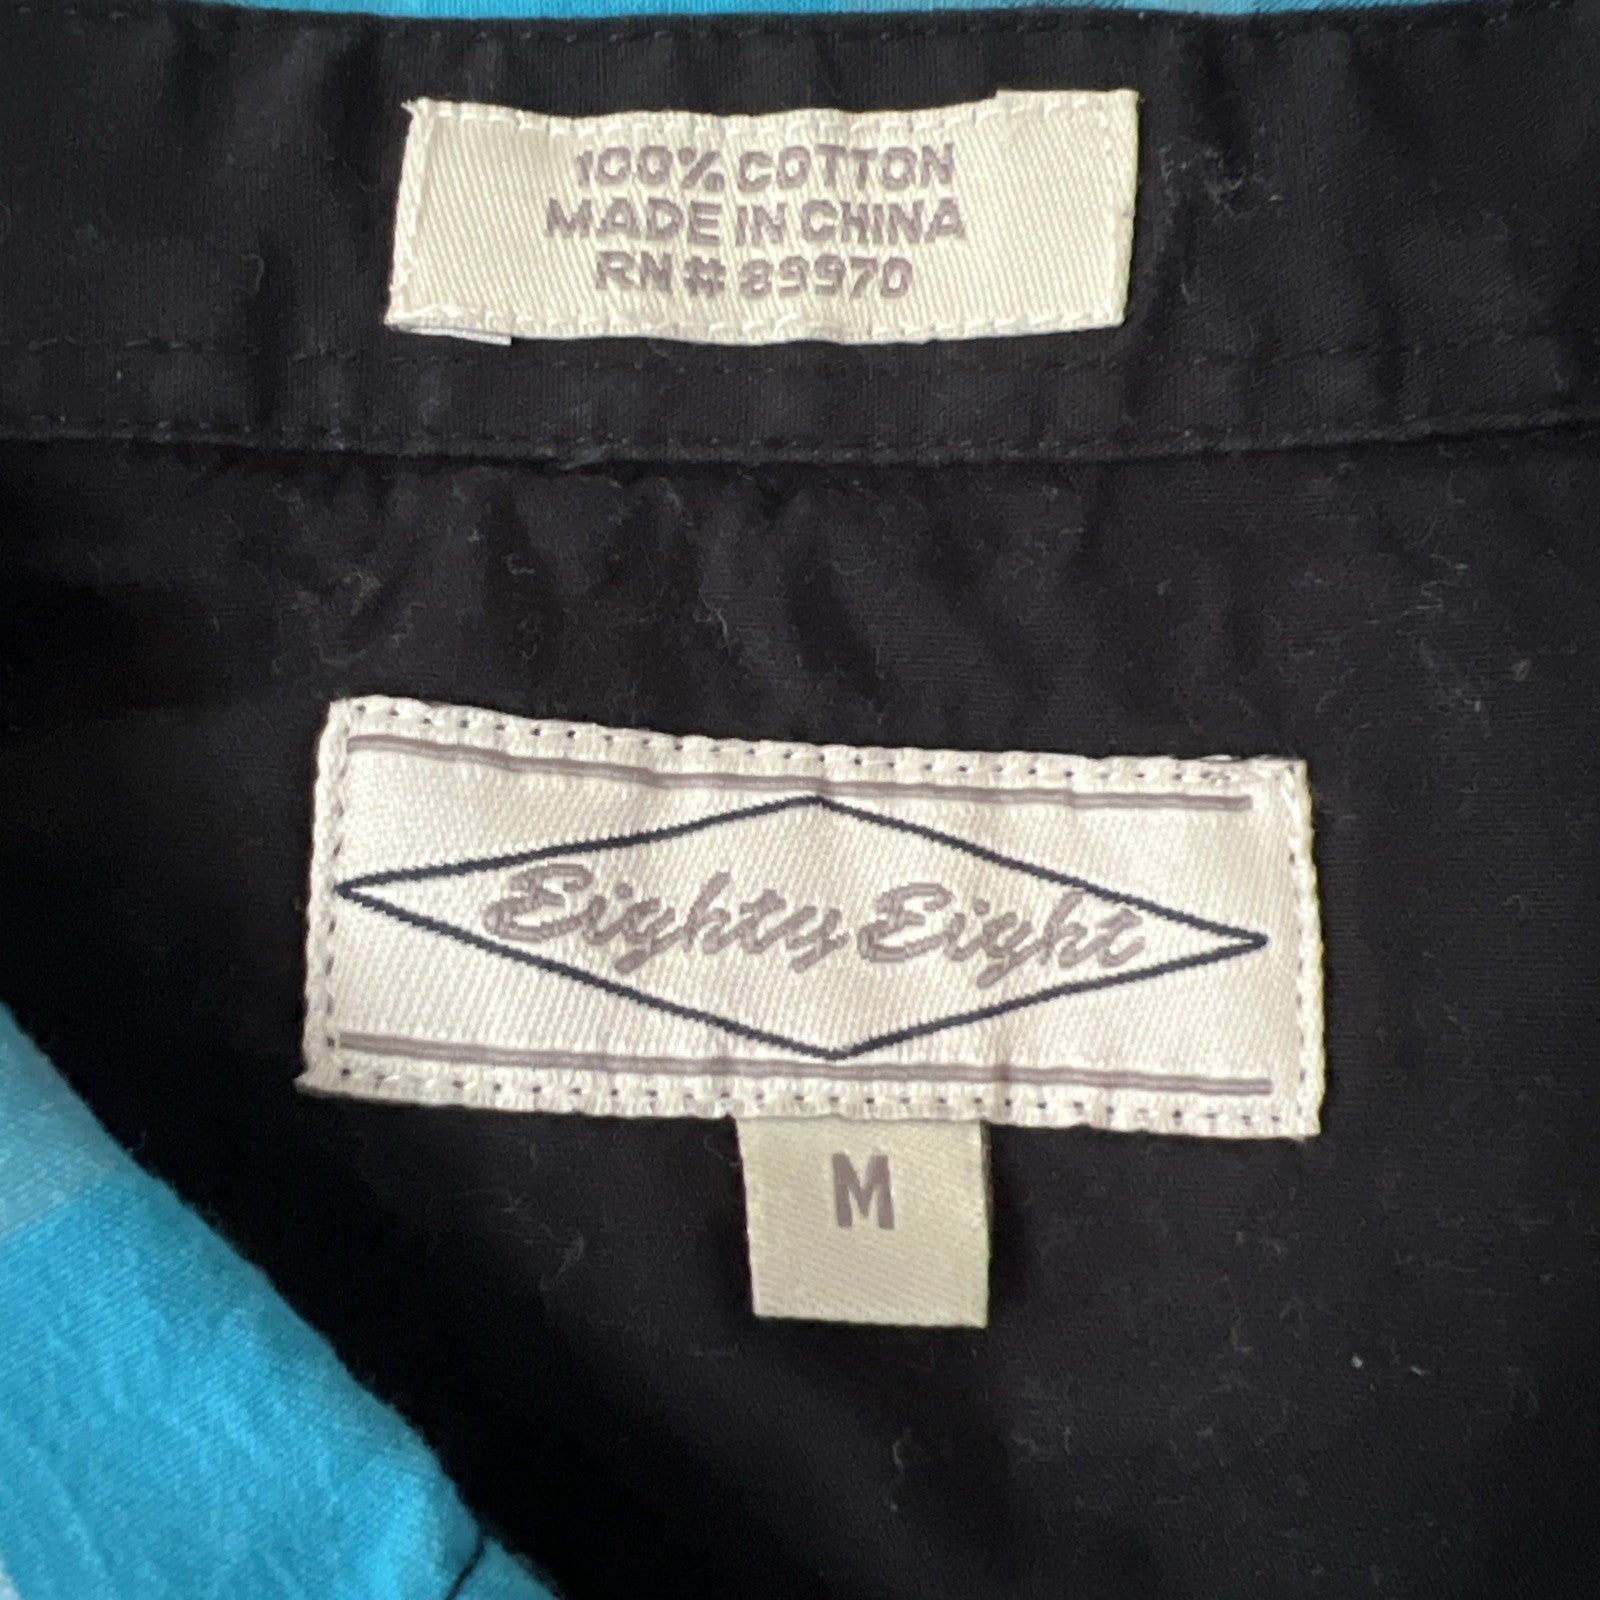 100% COTTON
MADE IN CHINA
RN# 89970
Eighty Eight
M